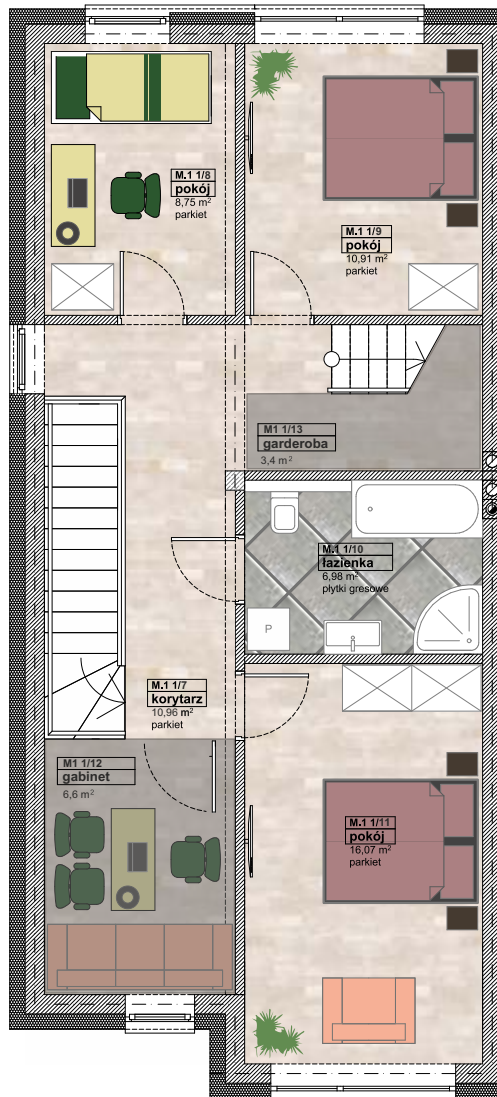 M.1 1/8
pokój
8,75 m²
parkiet
M.1 1/9
pokój
10,91 m²
parkiet
M1 1/13
garderoba
3,4 m²
M.1 1/10
łazienka
6,98 m²
płytki gresowe
P
M.1 1/7
korytarz
10,96 m²
parkiet
M1 1/12
gabinet
6,6 m²
M.1 1/11
pokój
16,07 m²
parkiet